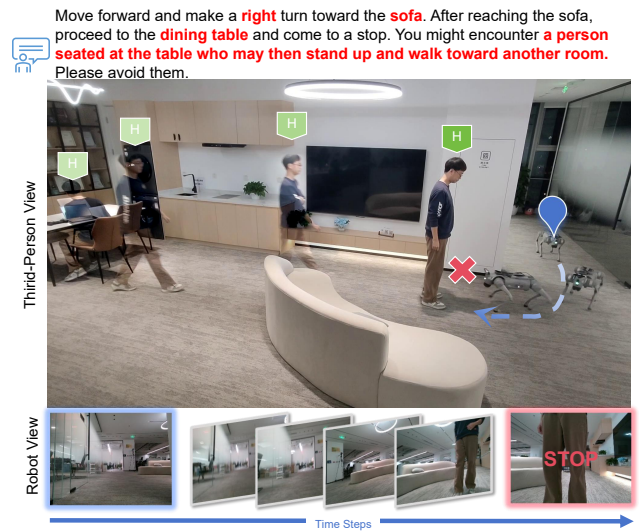 Move forward and make a right turn toward the sofa. After reaching the sofa,
proceed to the dining table and come to a stop. You might encounter a person
seated at the table who may then stand up and walk toward another room.
Please avoid them.
Thirid-Person View
H
H
H
H
Robot View
STOP
Time Steps